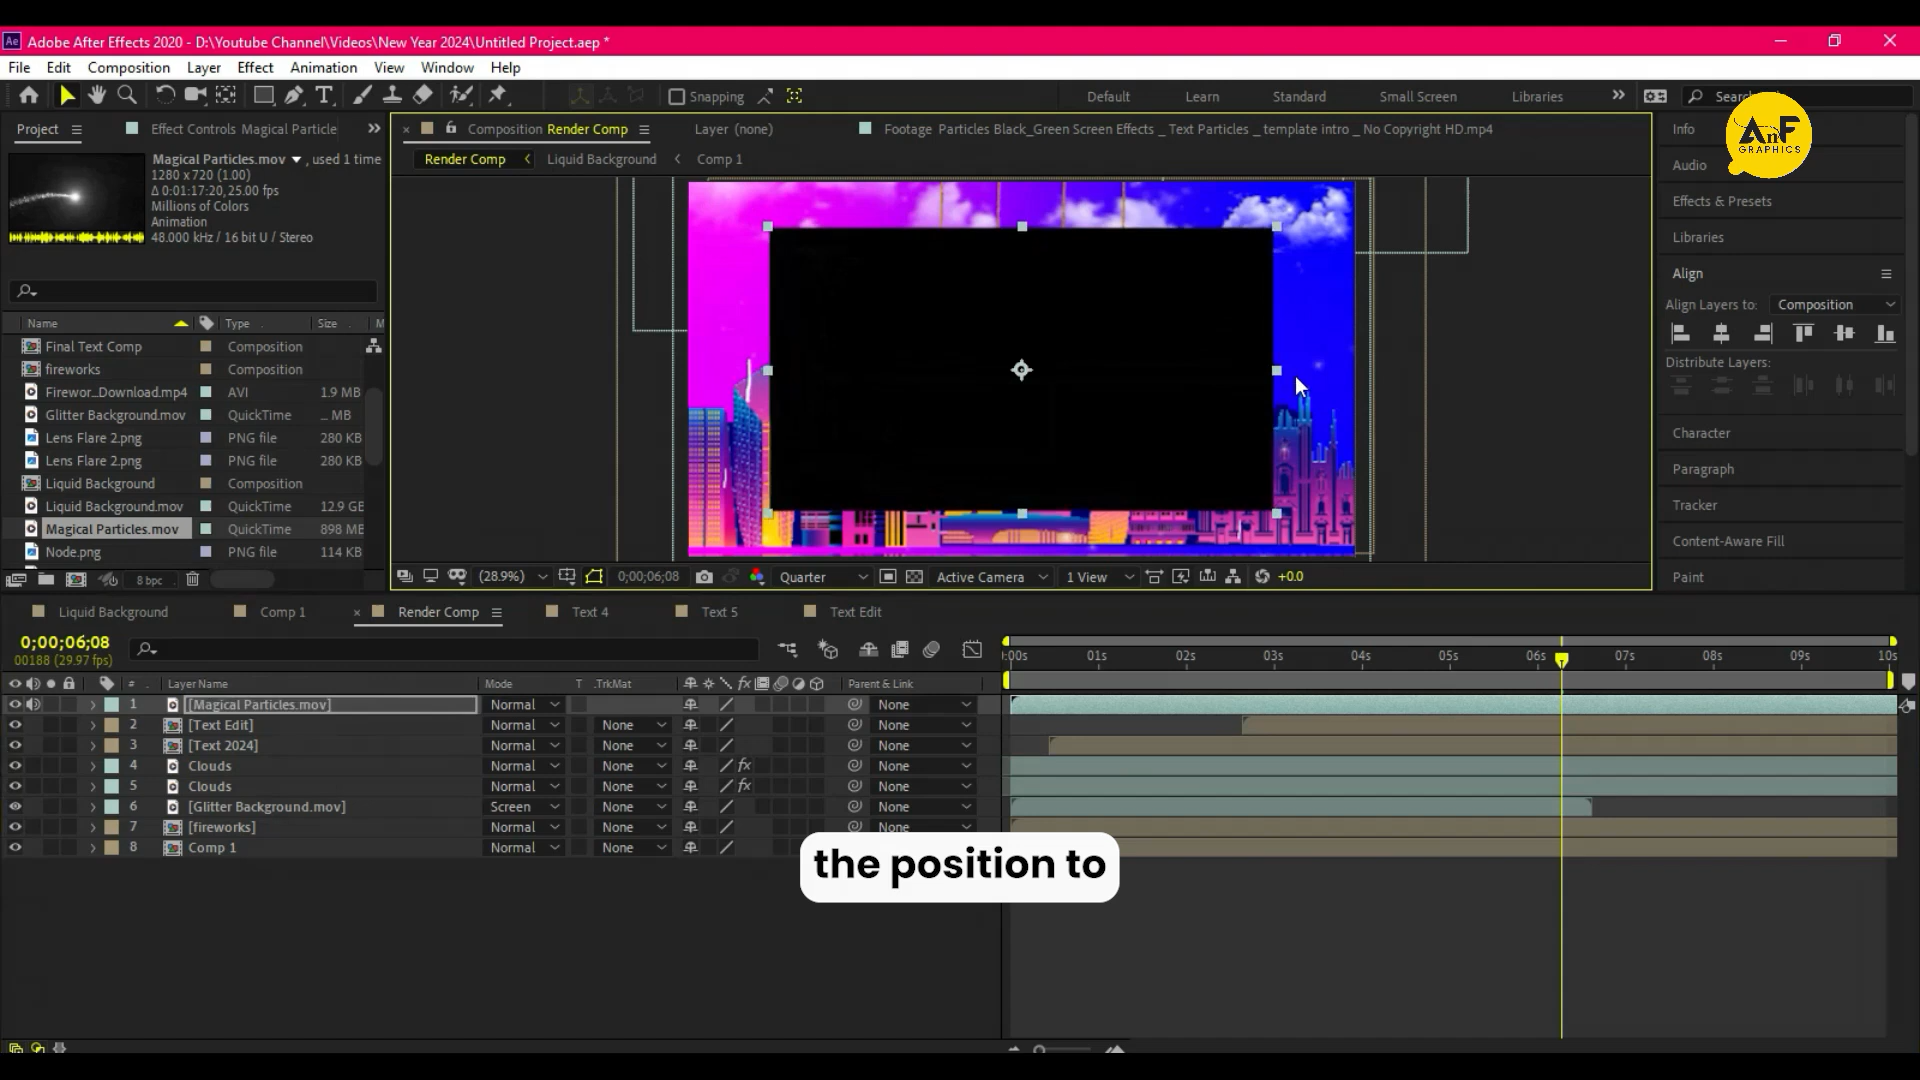 Ae Adobe After Effects 2020 - D:\Youtube Channel\Videos\New Year 2024\Untitled Project.aep *
File Edit Composition Layer Effect Animation View Window Help
Snapping
Default Learn Standard Small Screen Libraries
AnF
GRAPHICS
Project
Effect Controls Magical Particle
Composition Render Comp
Layer (none)
Footage Particles Black_Green Screen Effects _ Text Particles _ template intro _ No Copyright HD.mp4
Render Comp Liquid Background Comp 1
Magical Particles.mov , used 1 time
1280 x 720 (1.00)
Δ 0:01:17:20, 25.00 fps
Millions of Colors
Animation
48.000 kHz / 16 bit U / Stereo
Name Type Size
Final Text Comp Composition
fireworks Composition
Firewor...Download.mp4 AVI 1.9 MB
Glitter Background.mov QuickTime ... MB
Lens Flare 2.png PNG file 280 KB
Lens Flare 2.png PNG file 280 KB
Liquid Background Composition
Liquid Background.mov QuickTime 12.9 GE
Magical Particles.mov QuickTime 898 ME
Node.png PNG file 114 KB
8 bpc
(28.9%) 0;00;06;08 Quarter Active Camera 1 View +0.0
Info
Audio
Effects & Presets
Libraries
Align
Align Layers to: Composition
Distribute Layers:
Character
Paragraph
Tracker
Content-Aware Fill
Paint
Liquid Background Comp 1 Render Comp Text 4 Text 5 Text Edit
0;00;06;08
00188 (29.97 fps)
:00s 01s 02s 03s 04s 05s 06s 07s 08s 09s 10s
# Layer Name Mode T .TrkMat Parent & Link
1 [Magical Particles.mov] Normal None
2 [Text Edit] Normal None None
3 [Text 2024] Normal None None
4 Clouds Normal None fx None
5 Clouds Normal None fx None
6 [Glitter Background.mov] Screen None None
7 [fireworks] Normal None None
8 Comp 1 Normal None
the position to